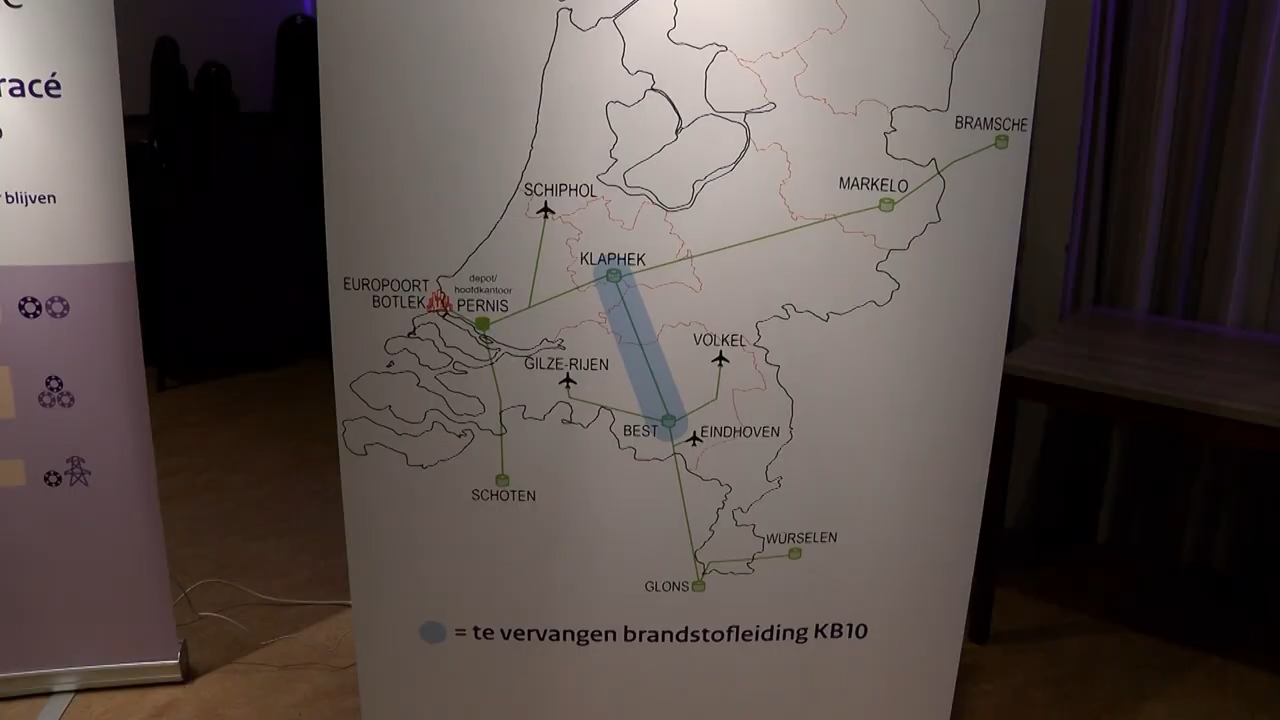 racé
blijven
BRAMSCHE
MARKELO
SCHIPHOL
KLAPHEK
EUROPOORT
BOTLEK
depot/
hoofdkantoor
PERNIS
VOLKEL
GILZE-RIJEN
BEST
EINDHOVEN
SCHOTEN
WURSELEN
GLONS
= te vervangen brandstofleiding KB10